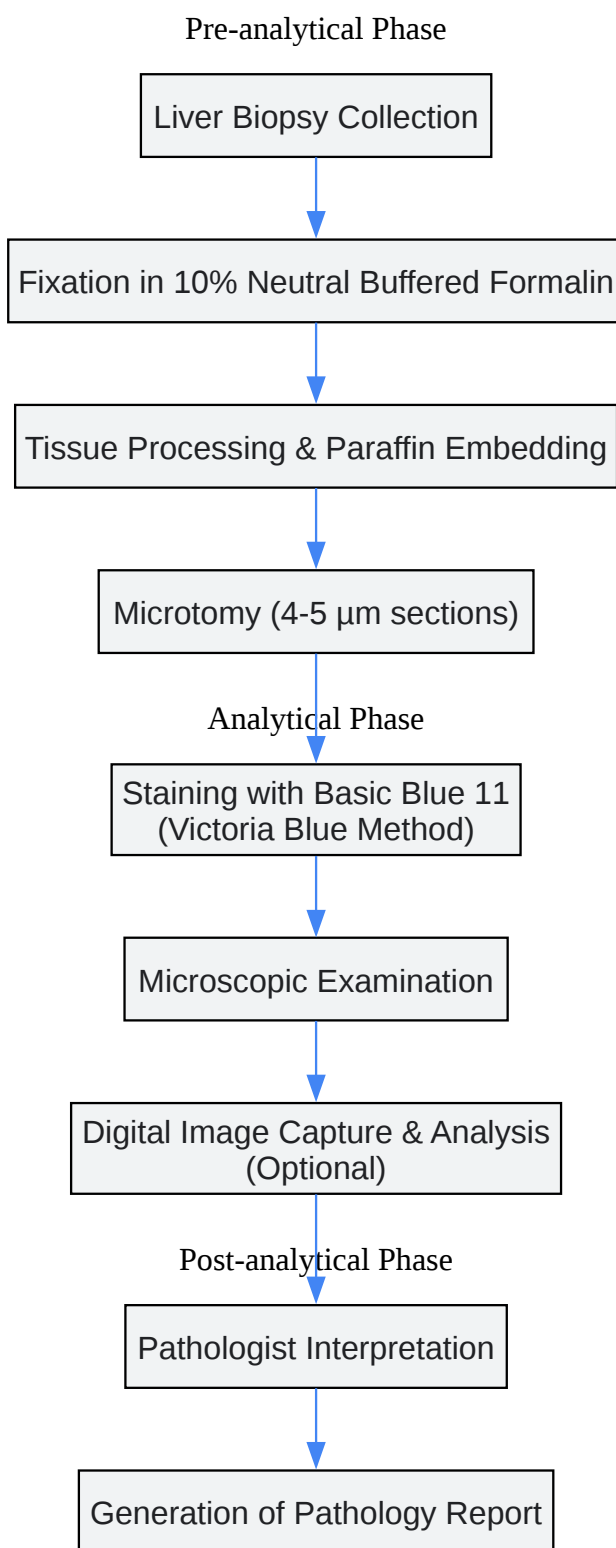 Pre-analytical Phase
Liver Biopsy Collection
Fixation in 10% Neutral Buffered Formalin
Tissue Processing & Paraffin Embedding
Microtomy (4-5 µm sections)
Analytical Phase
Staining with Basic Blue 11
(Victoria Blue Method)
Microscopic Examination
Digital Image Capture & Analysis
(Optional)
Post-analytical Phase
Pathologist Interpretation
Generation of Pathology Report